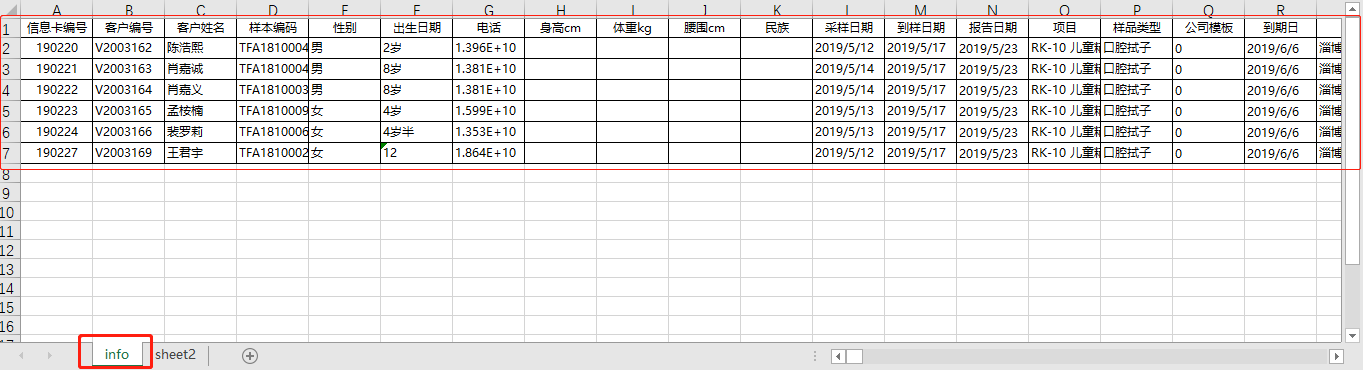 A B C D E F G H I J K L M N O P Q R
1 信息卡编号 客户编号 客户姓名 样本编码 性别 出生日期 电话 身高cm 体重kg 腰围cm 民族 采样日期 到样日期 报告日期 项目 样品类型 公司模板 到期日
2 190220 V2003162 陈浩熙 TFA1810004 男 2岁 1.396E+10 2019/5/12 2019/5/17 2019/5/23 RK-10 儿童精 口腔拭子 0 2019/6/6 淄博
3 190221 V2003163 肖嘉诚 TFA1810004 男 8岁 1.381E+10 2019/5/14 2019/5/17 2019/5/23 RK-10 儿童精 口腔拭子 0 2019/6/6 淄博
4 190222 V2003164 肖嘉义 TFA1810003 男 8岁 1.381E+10 2019/5/14 2019/5/17 2019/5/23 RK-10 儿童精 口腔拭子 0 2019/6/6 淄博
5 190223 V2003165 孟桉楠 TFA1810009 女 4岁 1.599E+10 2019/5/13 2019/5/17 2019/5/23 RK-10 儿童精 口腔拭子 0 2019/6/6 淄博
6 190224 V2003166 裴罗莉 TFA1810006 女 4岁半 1.353E+10 2019/5/13 2019/5/17 2019/5/23 RK-10 儿童精 口腔拭子 0 2019/6/6 淄博
7 190227 V2003169 王君宇 TFA1810002 女 12 1.864E+10 2019/5/12 2019/5/17 2019/5/23 RK-10 儿童精 口腔拭子 0 2019/6/6 淄博
8
9
10
11
12
13
14
15
16
17
info sheet2